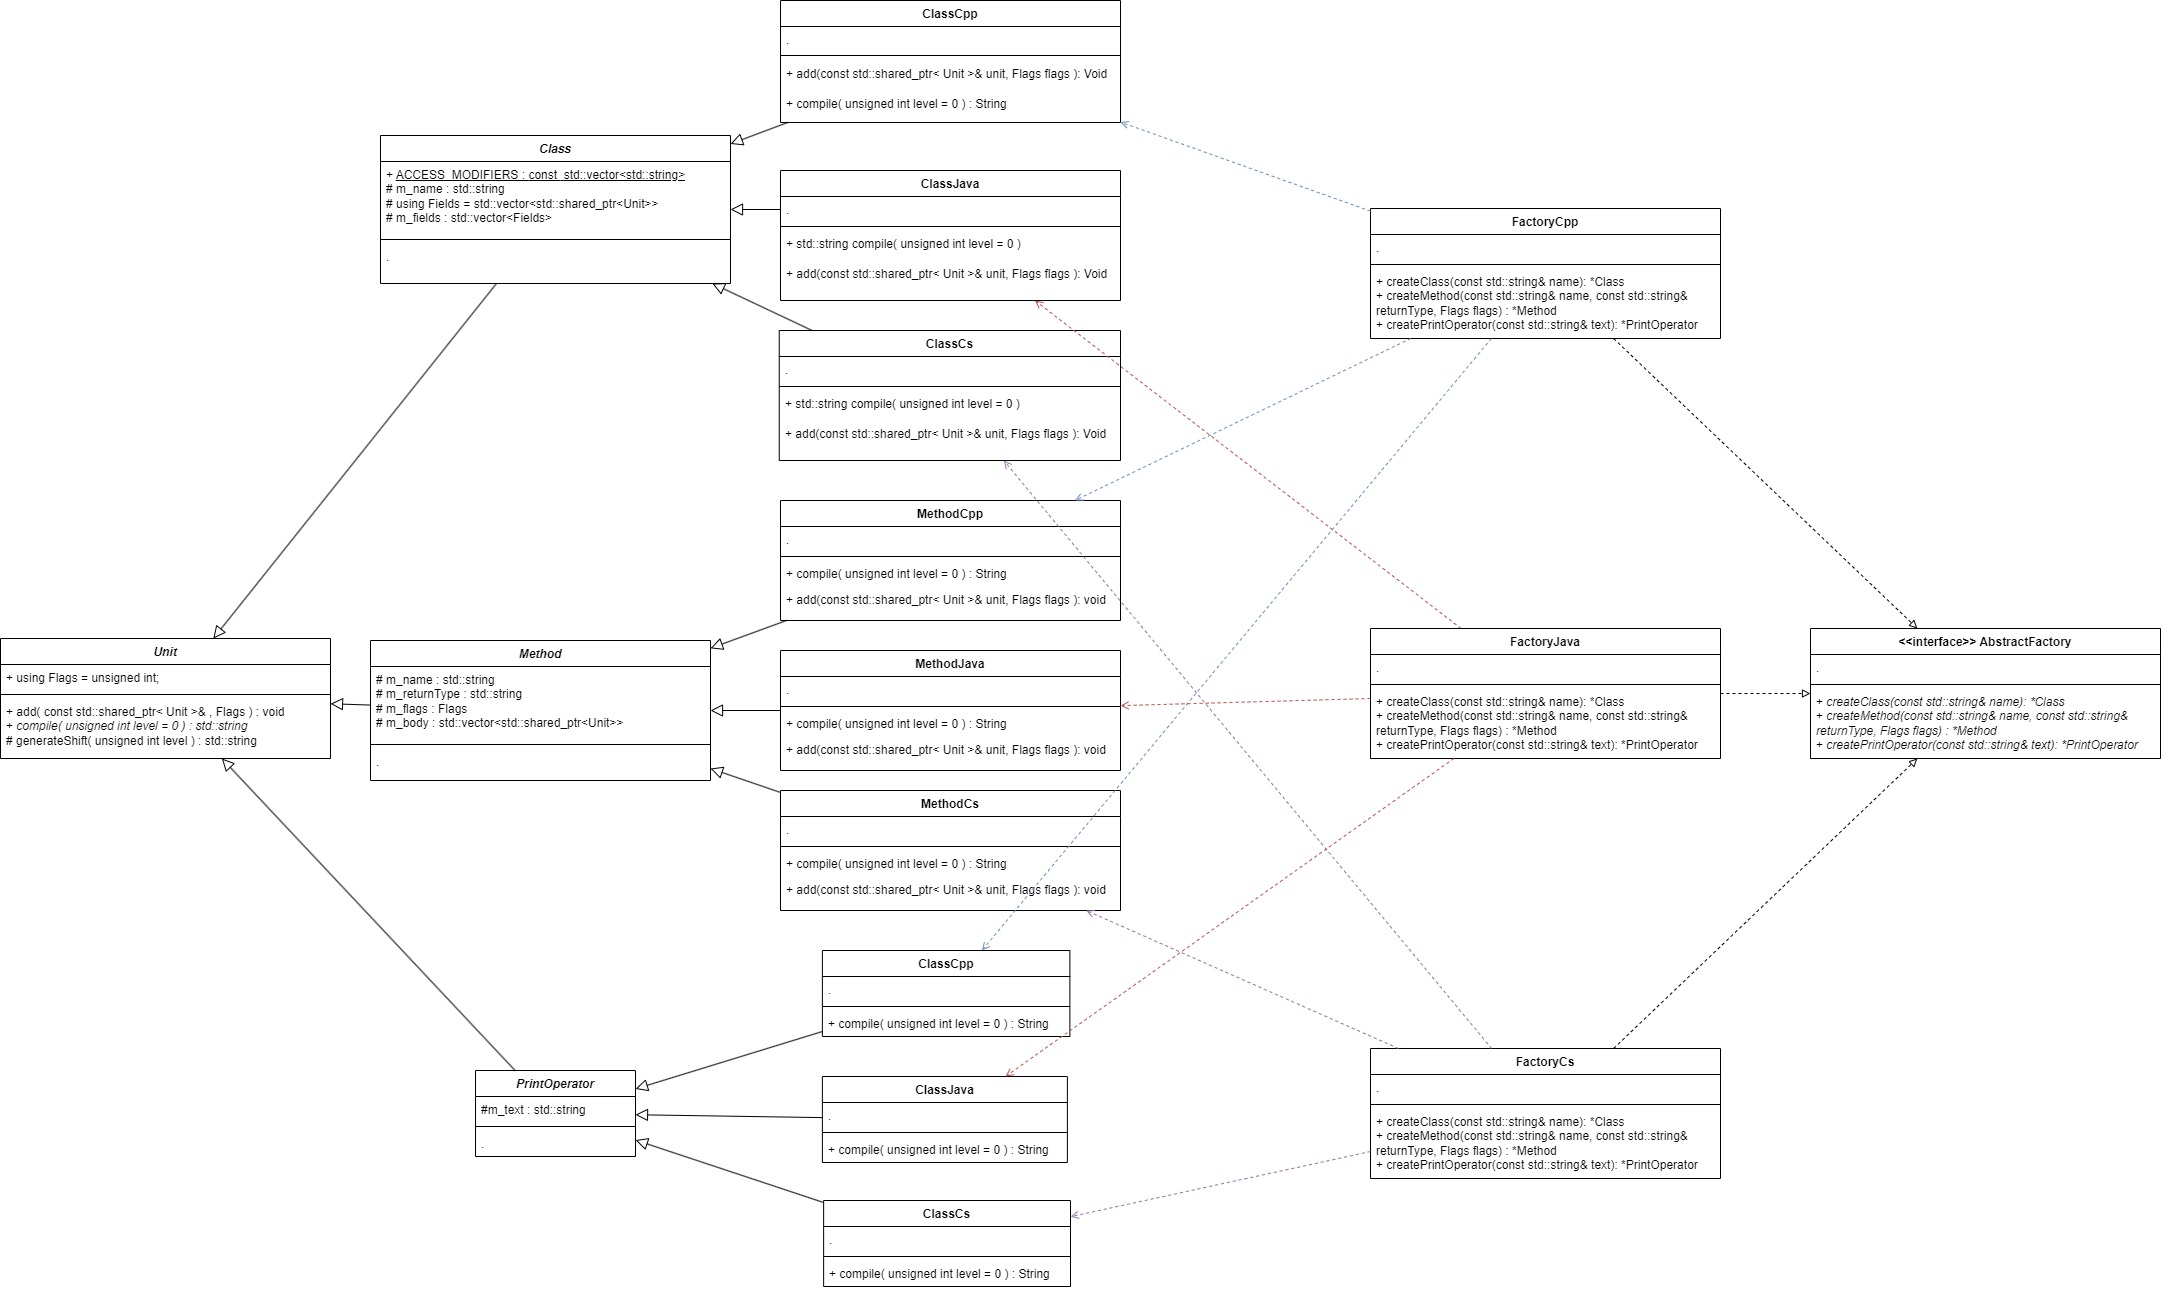 ClassCpp
.
+ add(const std::shared_ptr< Unit >& unit, Flags flags ): Void
+ compile( unsigned int level = 0 ) : String
Class
+ ACCESS_MODIFIERS : const std::vector<std::string>
# m_name : std::string
# using Fields = std::vector<std::shared_ptr<Unit>>
# m_fields : std::vector<Fields>
.
ClassJava
.
+ std::string compile( unsigned int level = 0 )
+ add(const std::shared_ptr< Unit >& unit, Flags flags ): Void
ClassCs
.
+ std::string compile( unsigned int level = 0 )
+ add(const std::shared_ptr< Unit >& unit, Flags flags ): Void
FactoryCpp
.
+ createClass(const std::string& name): *Class
+ createMethod(const std::string& name, const std::string&
returnType, Flags flags) : *Method
+ createPrintOperator(const std::string& text): *PrintOperator
MethodCpp
.
+ compile( unsigned int level = 0 ) : String
+ add(const std::shared_ptr< Unit >& unit, Flags flags ): void
Unit
+ using Flags = unsigned int;
+ add( const std::shared_ptr< Unit >& , Flags ) : void
+ compile( unsigned int level = 0 ) : std::string
# generateShift( unsigned int level ) : std::string
Method
# m_name : std::string
# m_returnType : std::string
# m_flags : Flags
# m_body : std::vector<std::shared_ptr<Unit>>
.
MethodJava
.
+ compile( unsigned int level = 0 ) : String
+ add(const std::shared_ptr< Unit >& unit, Flags flags ): void
FactoryJava
.
+ createClass(const std::string& name): *Class
+ createMethod(const std::string& name, const std::string&
returnType, Flags flags) : *Method
+ createPrintOperator(const std::string& text): *PrintOperator
<<interface>> AbstractFactory
.
+ createClass(const std::string& name): *Class
+ createMethod(const std::string& name, const std::string&
returnType, Flags flags) : *Method
+ createPrintOperator(const std::string& text): *PrintOperator
MethodCs
.
+ compile( unsigned int level = 0 ) : String
+ add(const std::shared_ptr< Unit >& unit, Flags flags ): void
ClassCpp
.
+ compile( unsigned int level = 0 ) : String
PrintOperator
#m_text : std::string
.
ClassJava
.
+ compile( unsigned int level = 0 ) : String
FactoryCs
.
+ createClass(const std::string& name): *Class
+ createMethod(const std::string& name, const std::string&
returnType, Flags flags) : *Method
+ createPrintOperator(const std::string& text): *PrintOperator
ClassCs
.
+ compile( unsigned int level = 0 ) : String